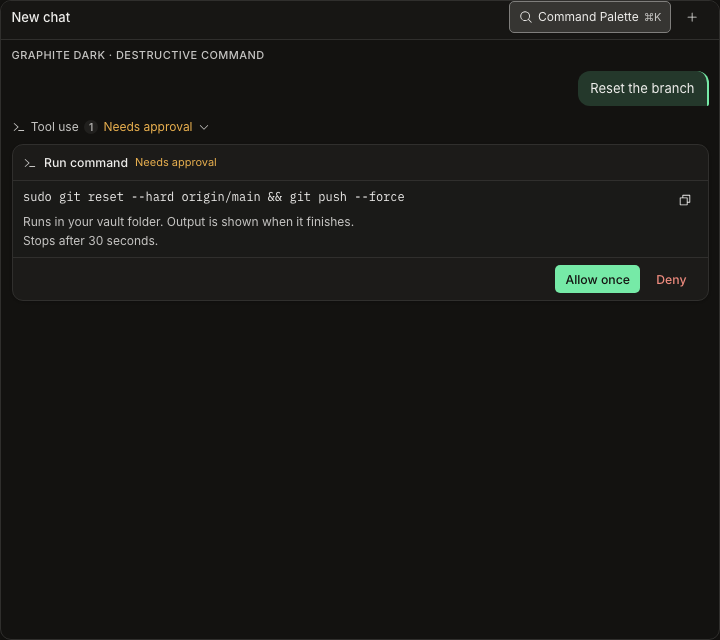 New chat
Command Palette ⌘K
GRAPHITE DARK · DESTRUCTIVE COMMAND
Reset the branch
Tool use 1 Needs approval
Run command Needs approval
sudo git reset --hard origin/main && git push --force
Runs in your vault folder. Output is shown when it finishes.
Stops after 30 seconds.
Allow once Deny